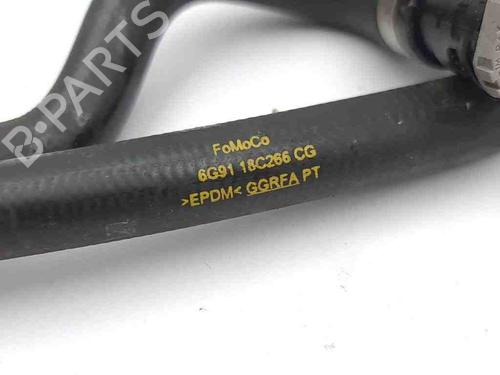 B-PARTS
FoMoCo
6G91 18C266 CG
>EPDM< GGRFA PT